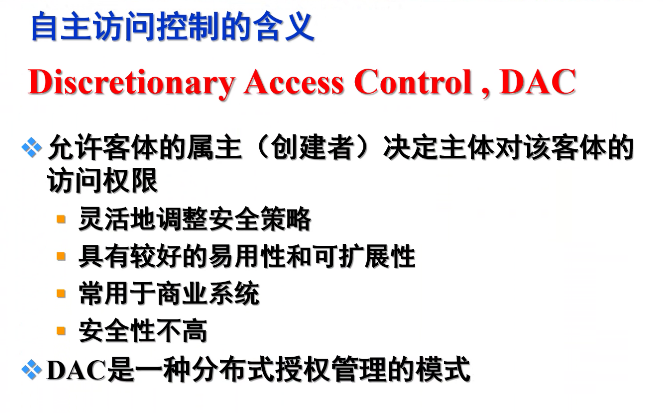 自主访问控制的含义
Discretionary Access Control , DAC
允许客体的属主（创建者）决定主体对该客体的
访问权限
灵活地调整安全策略
具有较好的易用性和可扩展性
常用于商业系统
安全性不高
DAC是一种分布式授权管理的模式